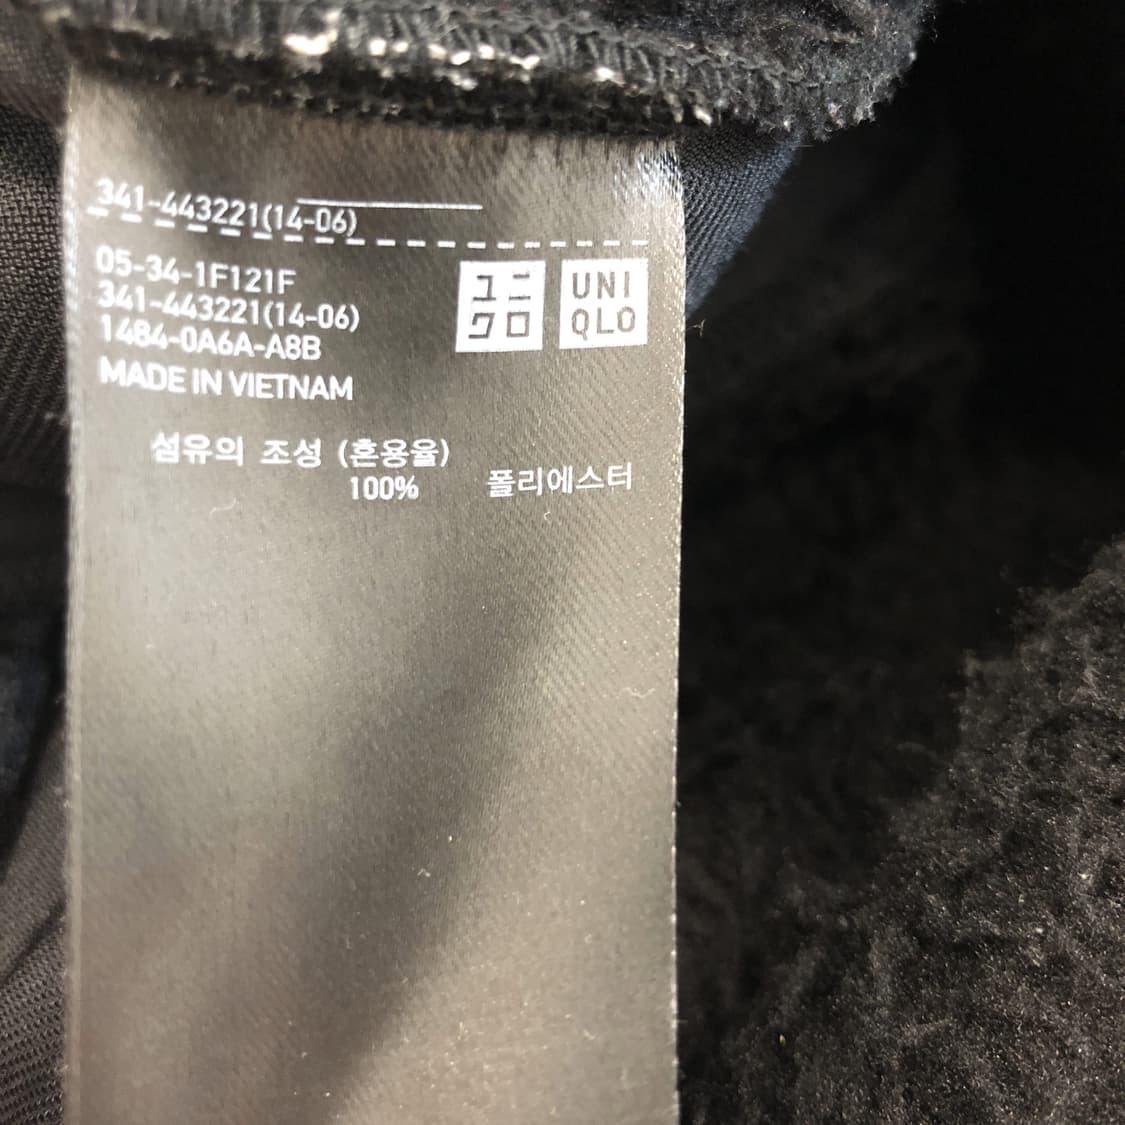 341-443221(14-06)
05-34-1F121F
341-443221(14-06)
1484-0A6A-A8B
MADE IN VIETNAM
ユニ
クロ
UNI
QLO
섬유의 조성 (혼용율)
100% 폴리에스터